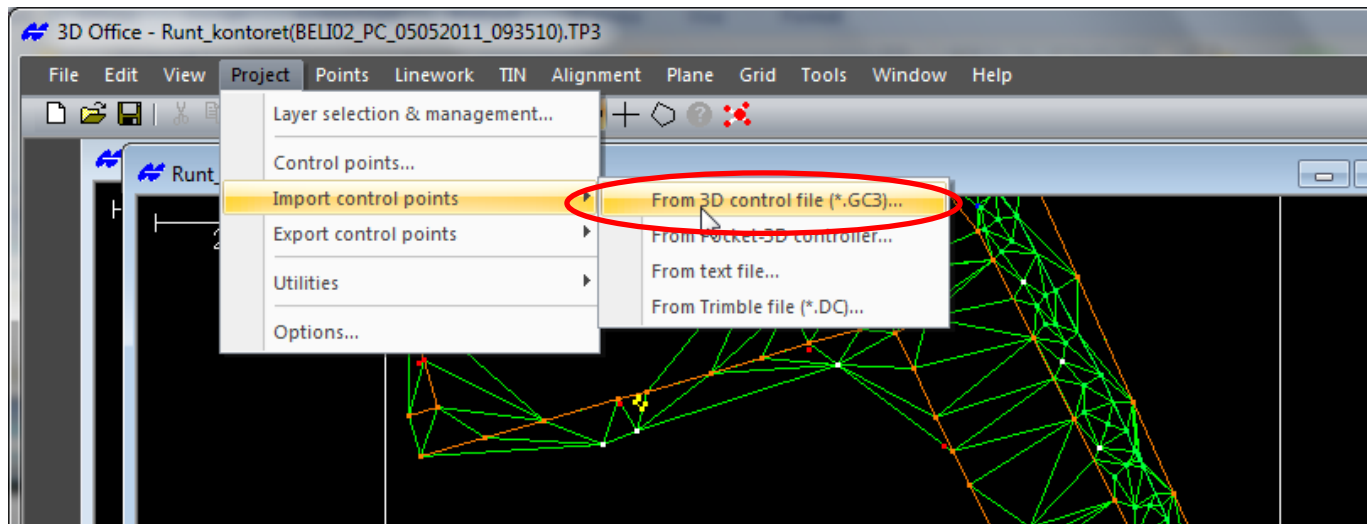 3D Office - Runt_kontoret(BELI02_PC_05052011_093510).TP3
File Edit View Project Points Linework TIN Alignment Plane Grid Tools Window Help
Layer selection & management...
Control points...
Runt_
Import control points
From 3D control file (*.GC3)...
Export control points
From Pocket-3D controller...
From text file...
Utilities
From Trimble file (*.DC)...
Options...